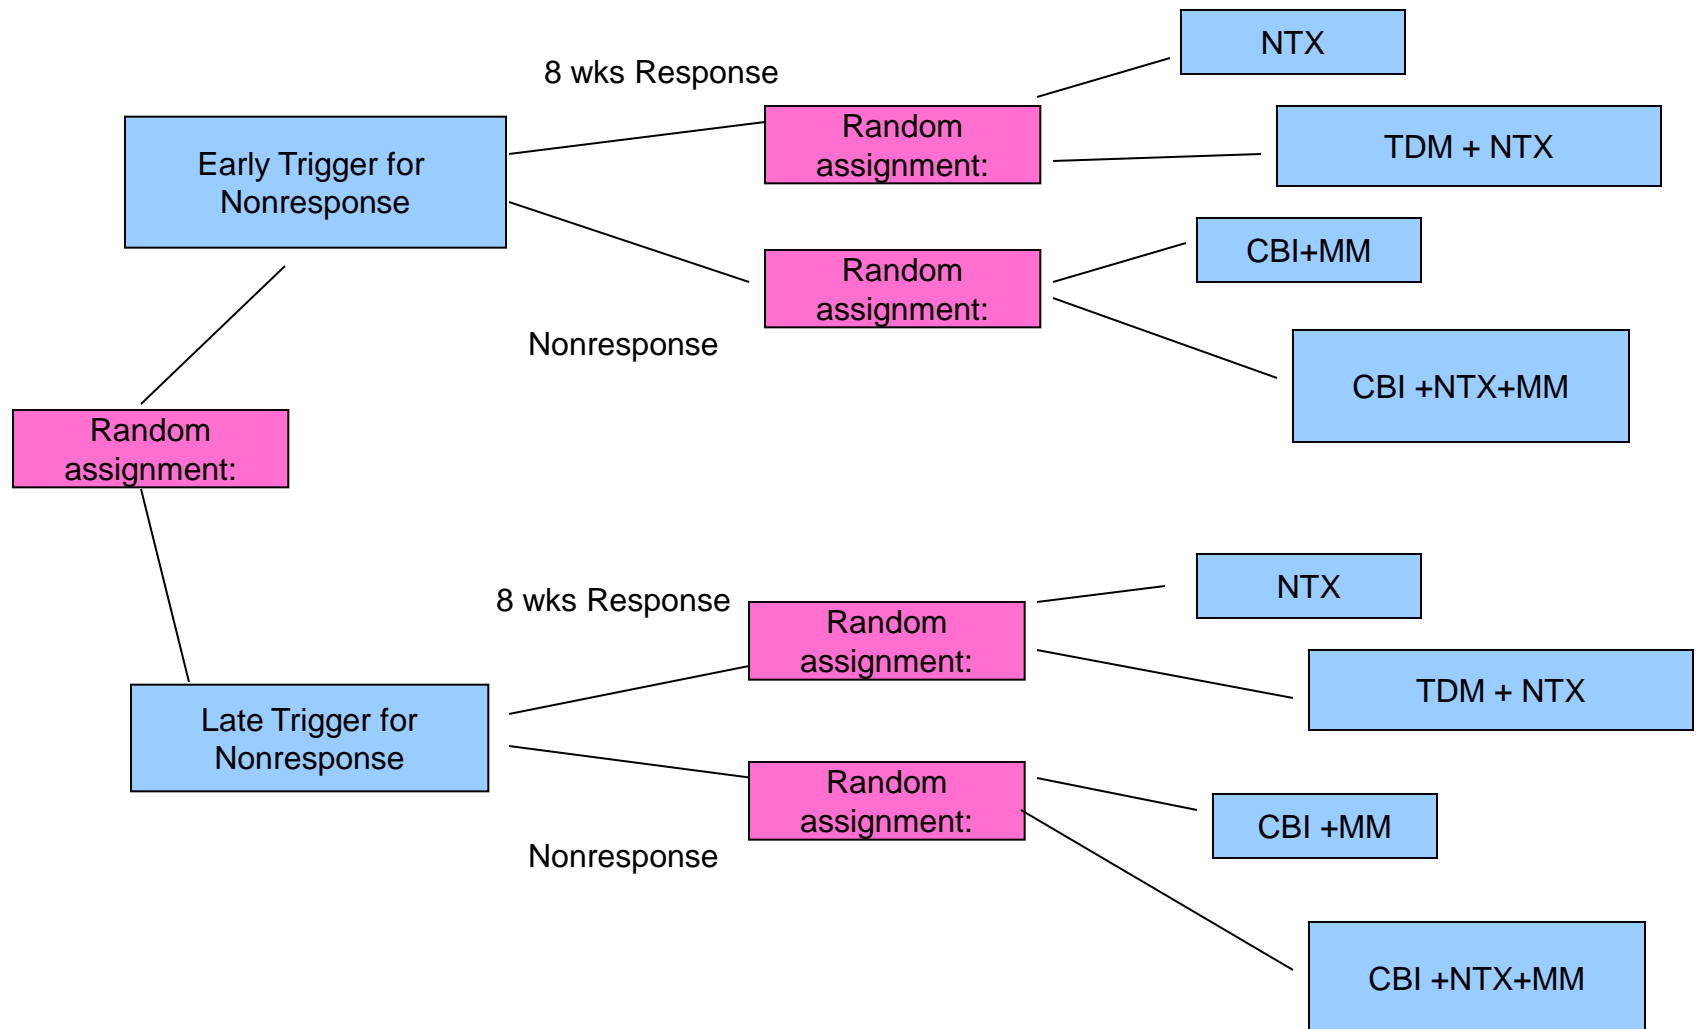 NTX
8 wks Response
Random
assignment:
TDM + NTX
Early Trigger for
Nonresponse
CBI+MM
Random
assignment:
Nonresponse
CBI +NTX+MM
Random
assignment:
NTX
8 wks Response
Random
assignment:
TDM + NTX
Late Trigger for
Nonresponse
Random
assignment:
CBI +MM
Nonresponse
CBI +NTX+MM